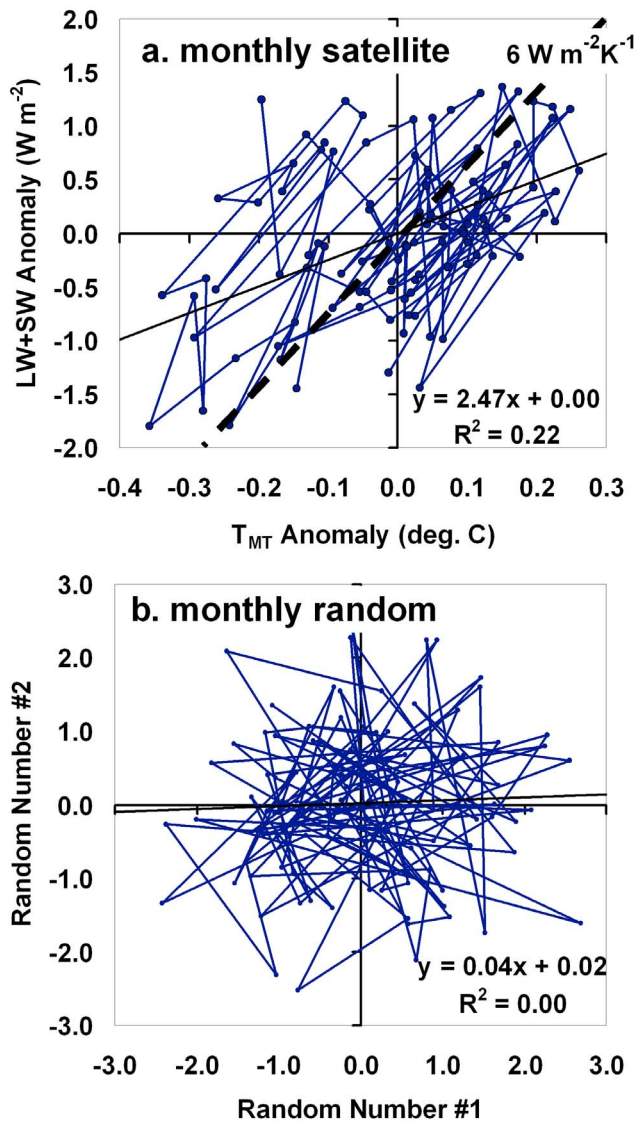 a. monthly satellite
6 W m⁻²K⁻¹
2.0
1.5
1.0
0.5
0.0
-0.5
-1.0
-1.5
-2.0
LW+SW Anomaly (W m⁻²)
y = 2.47x + 0.00
R² = 0.22
-0.4 -0.3 -0.2 -0.1 0.0 0.1 0.2 0.3
T_MT Anomaly (deg. C)
b. monthly random
3.0
2.0
1.0
0.0
-1.0
-2.0
-3.0
Random Number #2
y = 0.04x + 0.02
R² = 0.00
-3.0 -2.0 -1.0 0.0 1.0 2.0 3.0
Random Number #1